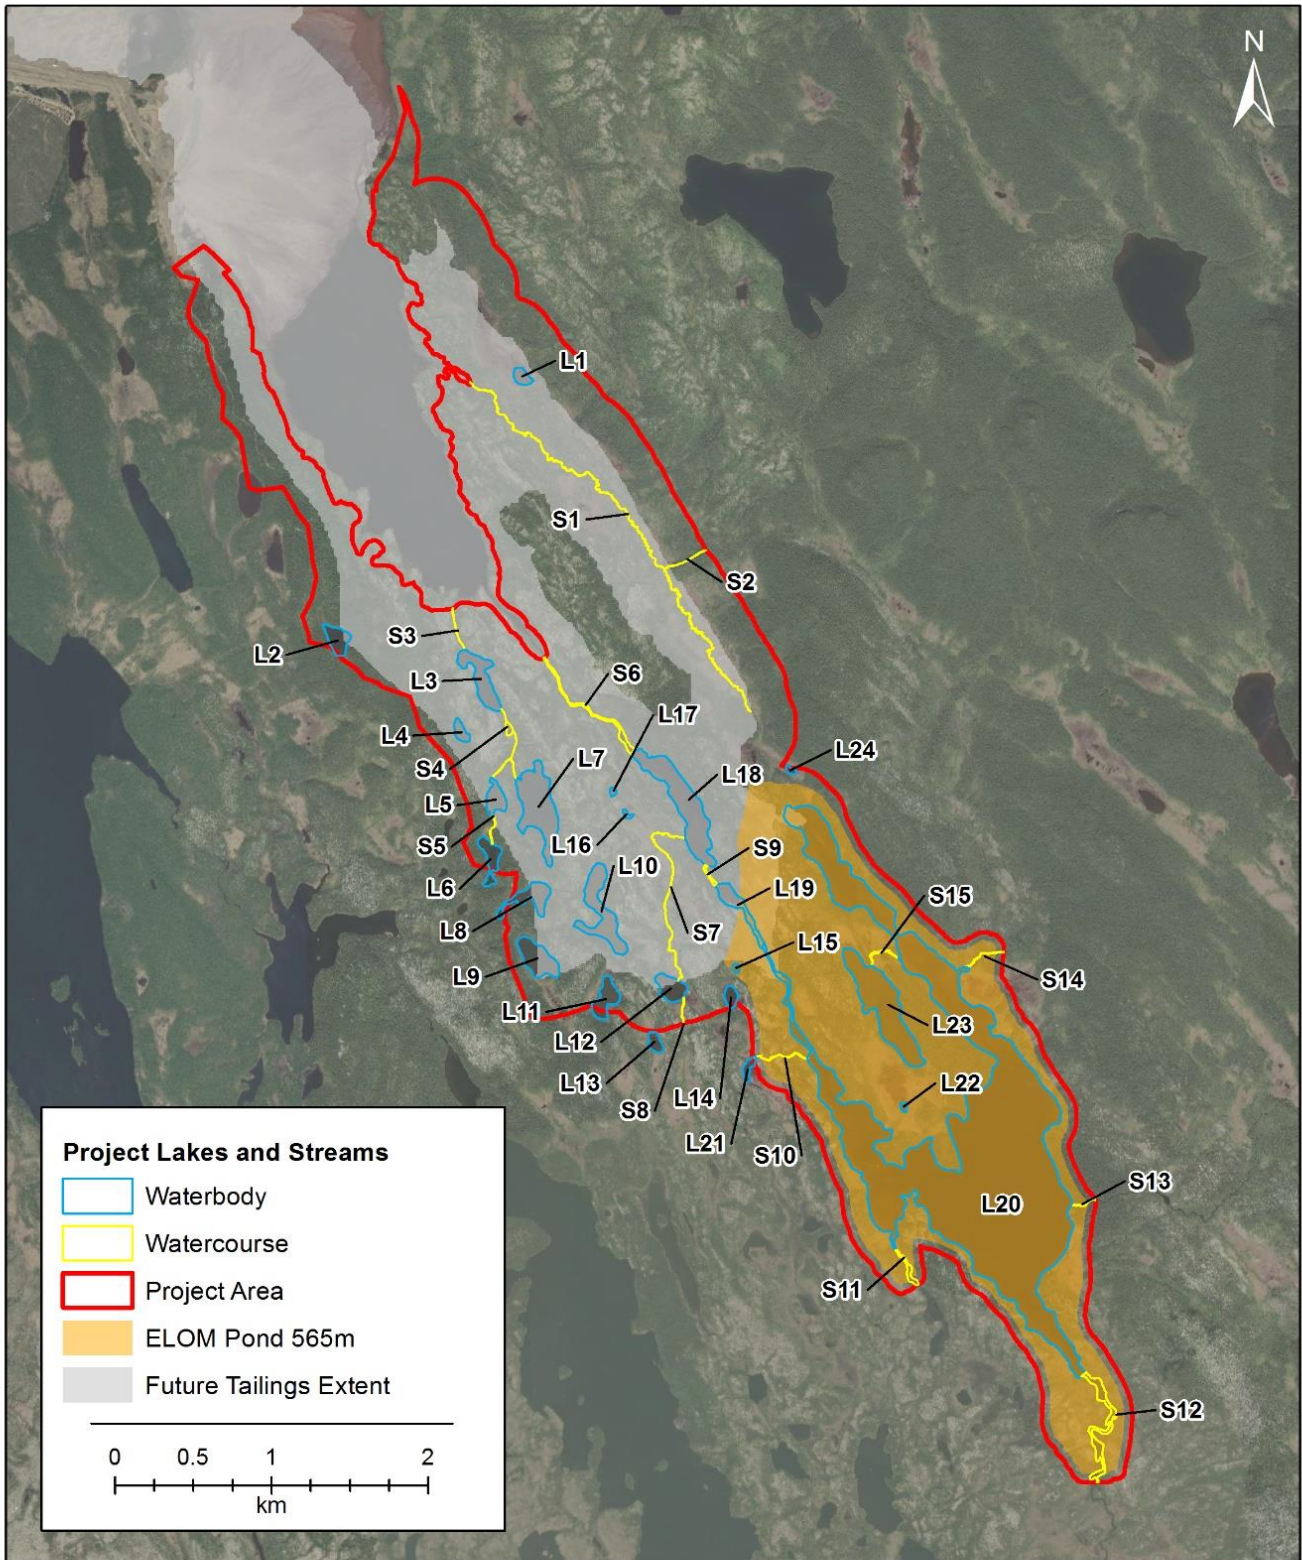 N
L1
S1
S2
S3
L2
L3
S6
L17
L4
L7
L24
S4
L18
L5
S5
L16
L10
S9
L6
L19
S15
L8
S7
L15
L9
S14
L11
L23
L12
L13
L22
S8
L14
L21
S10
S13
L20
S11
S12
Project Lakes and Streams
Waterbody
Watercourse
Project Area
ELOM Pond 565m
Future Tailings Extent
0 0.5 1 2
km